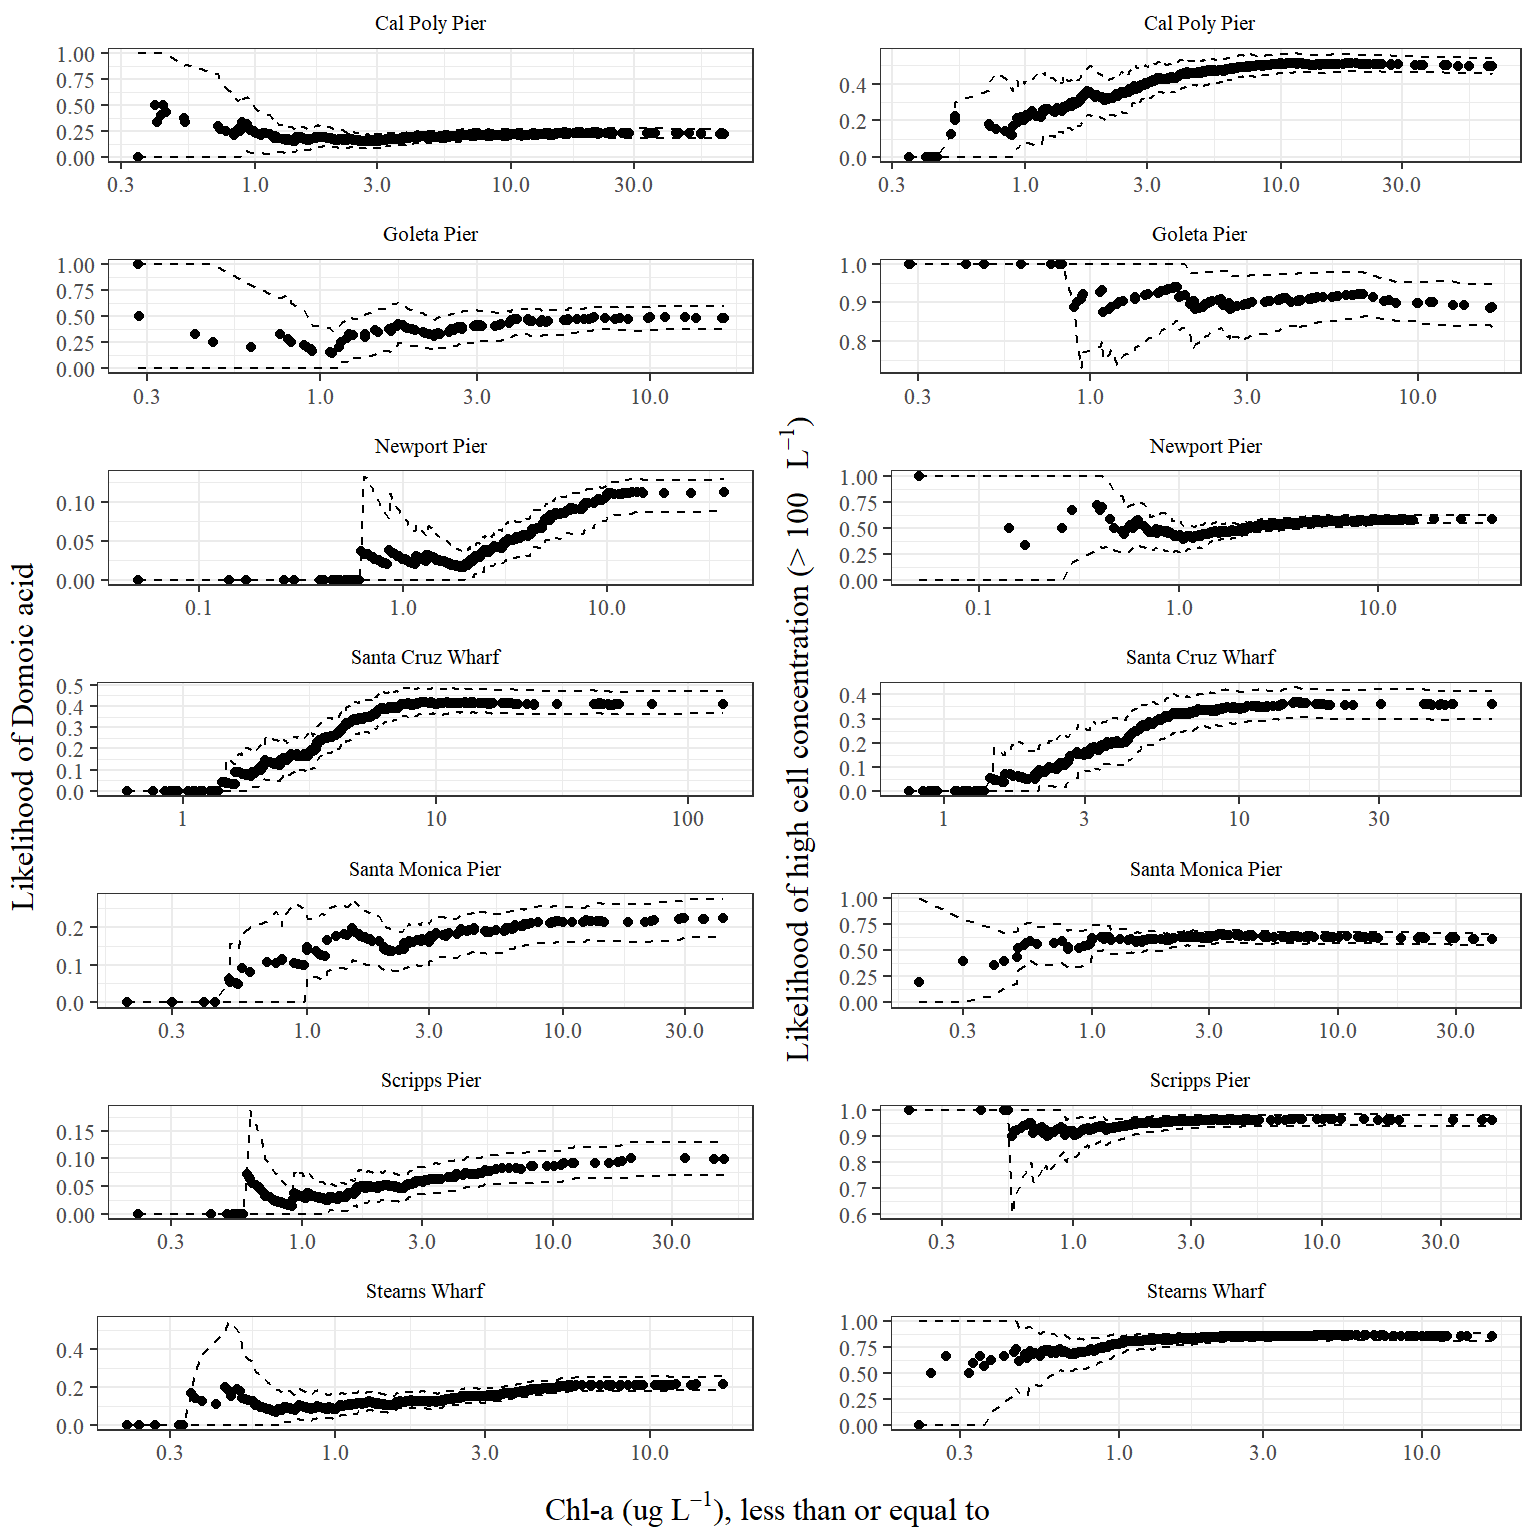 Cal Poly Pier
1.00
0.75
0.50
0.25
0.00
0.3 1.0 3.0 10.0 30.0
Cal Poly Pier
0.4
0.2
0.0
0.3 1.0 3.0 10.0 30.0
Goleta Pier
1.00
0.75
0.50
0.25
0.00
0.3 1.0 3.0 10.0
Goleta Pier
1.0
0.9
0.8
0.3 1.0 3.0 10.0
Newport Pier
0.10
0.05
0.00
0.1 1.0 10.0
Newport Pier
1.00
0.75
0.50
0.25
0.00
0.1 1.0 10.0
Santa Cruz Wharf
0.5
0.4
0.3
0.2
0.1
0.0
1 10 100
Santa Cruz Wharf
0.4
0.3
0.2
0.1
0.0
1 3 10 30
Santa Monica Pier
0.2
0.1
0.0
0.3 1.0 3.0 10.0 30.0
Santa Monica Pier
1.00
0.75
0.50
0.25
0.00
0.3 1.0 3.0 10.0 30.0
Scripps Pier
0.15
0.10
0.05
0.00
0.3 1.0 3.0 10.0 30.0
Scripps Pier
1.0
0.9
0.8
0.7
0.6
0.3 1.0 3.0 10.0 30.0
Stearns Wharf
0.4
0.2
0.0
0.3 1.0 3.0 10.0
Stearns Wharf
1.00
0.75
0.50
0.25
0.00
0.3 1.0 3.0 10.0
Likelihood of Domoic acid
Likelihood of high cell concentration (> 100 L⁻¹)
Chl-a (ug L⁻¹), less than or equal to